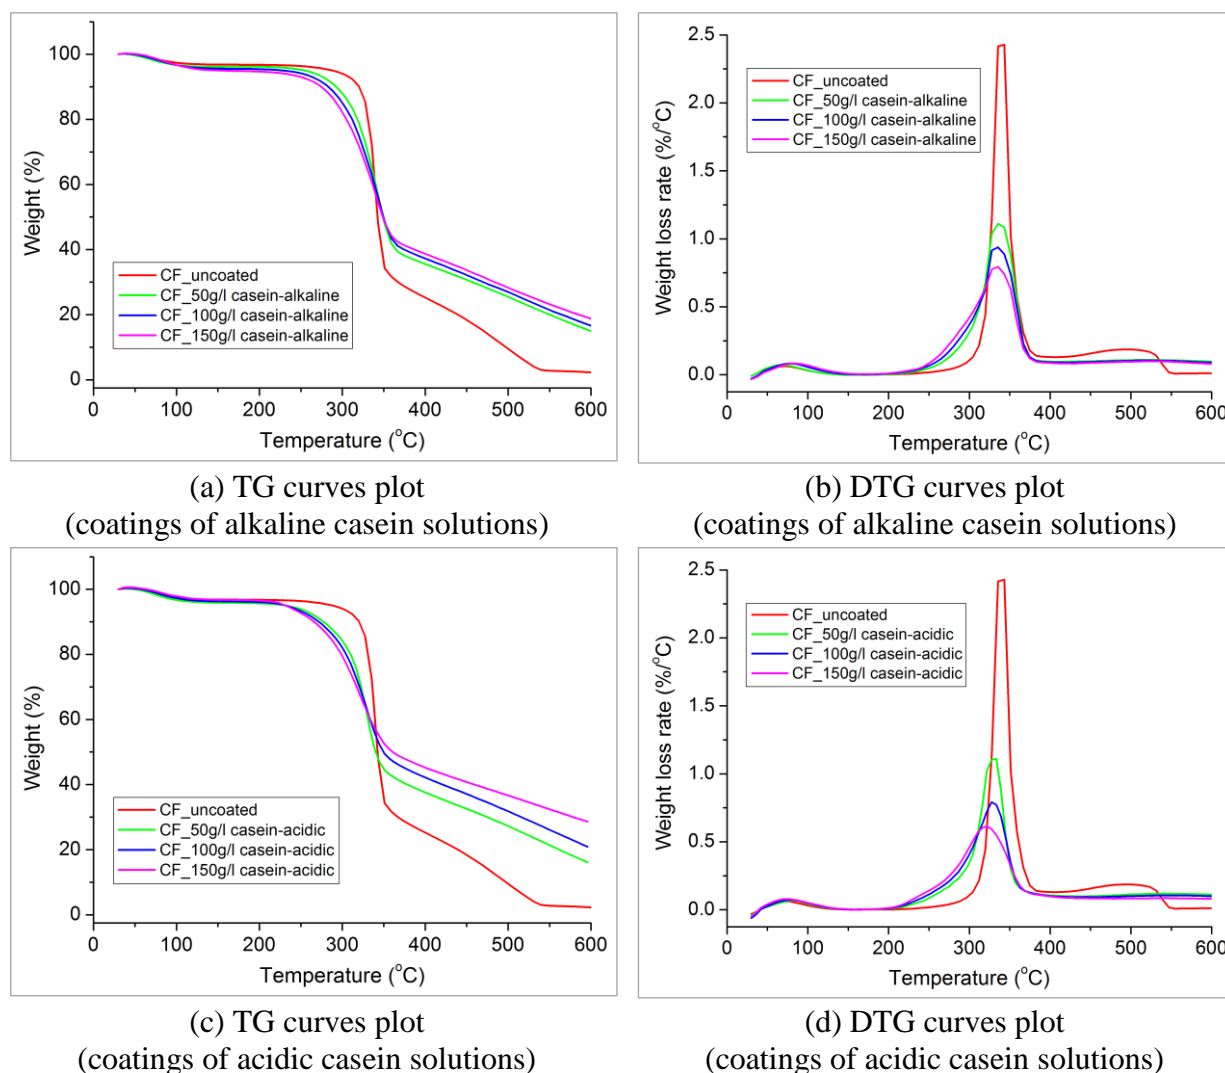 100
80
60
40
20
0
Weight (%)
CF_uncoated
CF_50g/l casein-alkaline
CF_100g/l casein-alkaline
CF_150g/l casein-alkaline
0 100 200 300 400 500 600
Temperature (°C)
2.5
2.0
1.5
1.0
0.5
0.0
Weight loss rate (%/°C)
CF_uncoated
CF_50g/l casein-alkaline
CF_100g/l casein-alkaline
CF_150g/l casein-alkaline
0 100 200 300 400 500 600
Temperature (°C)
(a) TG curves plot
(coatings of alkaline casein solutions)
(b) DTG curves plot
(coatings of alkaline casein solutions)
100
80
60
40
20
0
Weight (%)
CF_uncoated
CF_50g/l casein-acidic
CF_100g/l casein-acidic
CF_150g/l casein-acidic
0 100 200 300 400 500 600
Temperature (°C)
2.5
2.0
1.5
1.0
0.5
0.0
Weight loss rate (%/°C)
CF_uncoated
CF_50g/l casein-acidic
CF_100g/l casein-acidic
CF_150g/l casein-acidic
0 100 200 300 400 500 600
Temperature (°C)
(c) TG curves plot
(coatings of acidic casein solutions)
(d) DTG curves plot
(coatings of acidic casein solutions)